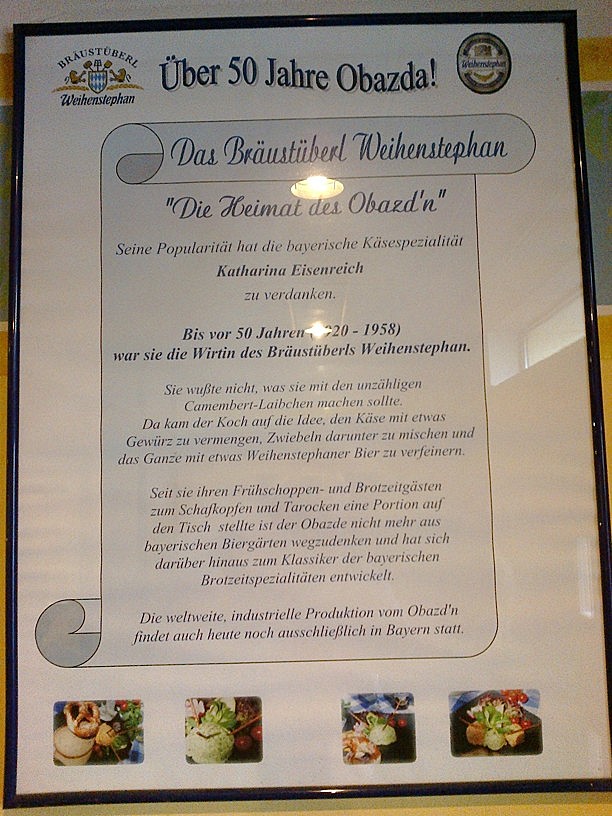 BRÄUSTÜBERL
Weihenstephan
Über 50 Jahre Obazda!
Weihenstephan
Das Bräustüberl Weihenstephan
"Die Heimat des Obazd'n"
Seine Popularität hat die bayerische Käsespezialität
Katharina Eisenreich
zu verdanken.
Bis vor 50 Jahren 20 - 1958)
war sie die Wirtin des Bräustüberls Weihenstephan.
Sie wußte nicht, was sie mit den unzähligen
Camembert-Laibchen machen sollte.
Da kam der Koch auf die Idee, den Käse mit etwas
Gewürz zu vermengen, Zwiebeln darunter zu mischen und
das Ganze mit etwas Weihenstephaner Bier zu verfeinern.
Seit sie ihren Frühschoppen- und Brotzeitgästen
zum Schafkopfen und Tarocken eine Portion auf
den Tisch stellte ist der Obazde nicht mehr aus
bayerischen Biergärten wegzudenken und hat sich
darüber hinaus zum Klassiker der bayerischen
Brotzeitspezialitäten entwickelt.
Die weltweite, industrielle Produktion vom Obazd'n
findet auch heute noch ausschließlich in Bayern statt.